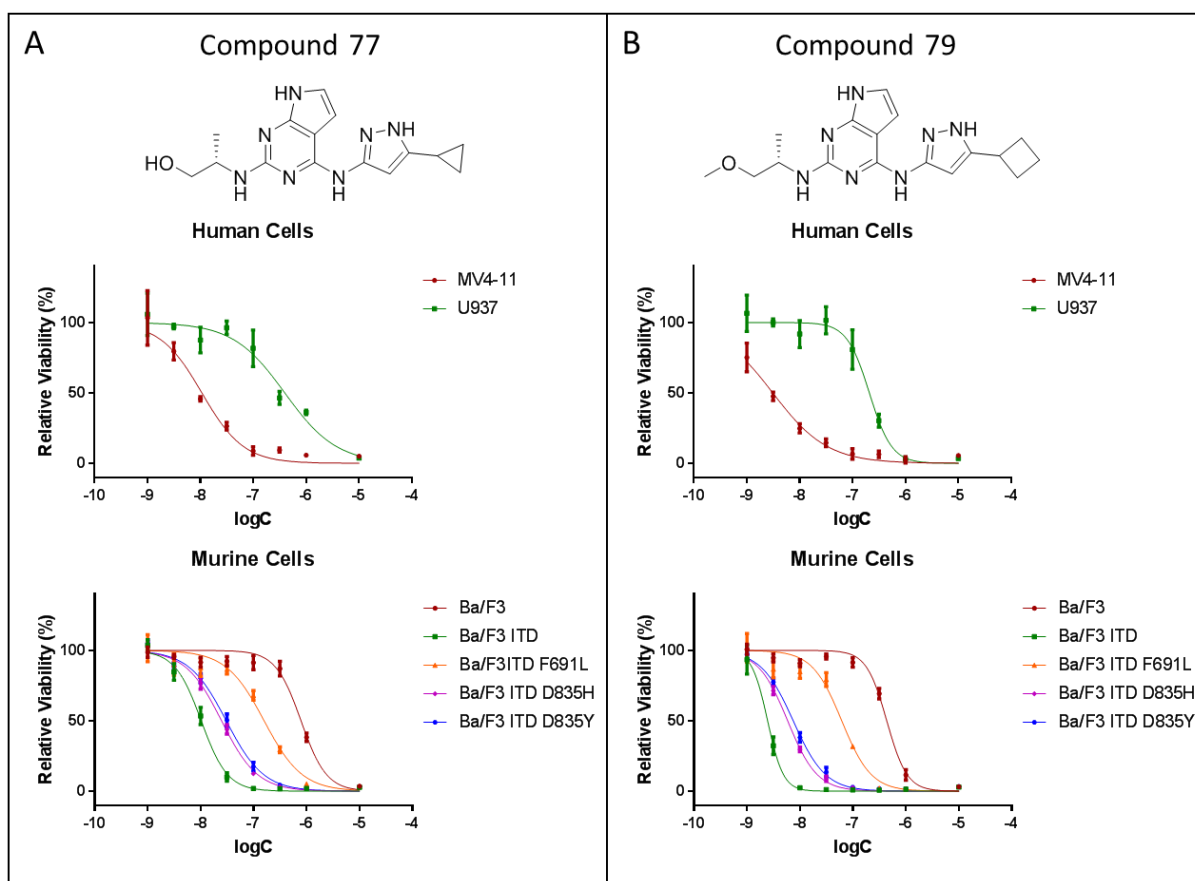 A
Compound 77
HN
N
N
N
H
HO
N
H
N
NH
Human Cells
Relative Viability (%)
100
50
0
-10
-9
-8
-7
-6
-5
-4
logC
MV4-11
U937
Murine Cells
Relative Viability (%)
100
50
0
-10
-9
-8
-7
-6
-5
-4
logC
Ba/F3
Ba/F3 ITD
Ba/F3ITD F691L
Ba/F3 ITD D835H
Ba/F3 ITD D835Y
B
Compound 79
HN
N
N
N
H
O
N
H
N
NH
Human Cells
Relative Viability (%)
100
50
0
-10
-9
-8
-7
-6
-5
-4
logC
MV4-11
U937
Murine Cells
Relative Viability (%)
100
50
0
-10
-9
-8
-7
-6
-5
-4
logC
Ba/F3
Ba/F3 ITD
Ba/F3 ITD F691L
Ba/F3 ITD D835H
Ba/F3 ITD D835Y